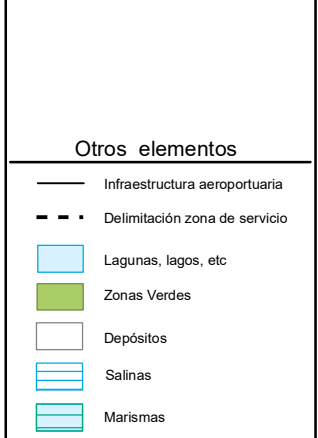 Otros elementos
Infraestructura aeroportuaria
Delimitación zona de servicio
Lagunas, lagos, etc
Zonas Verdes
Depósitos
Salinas
Marismas